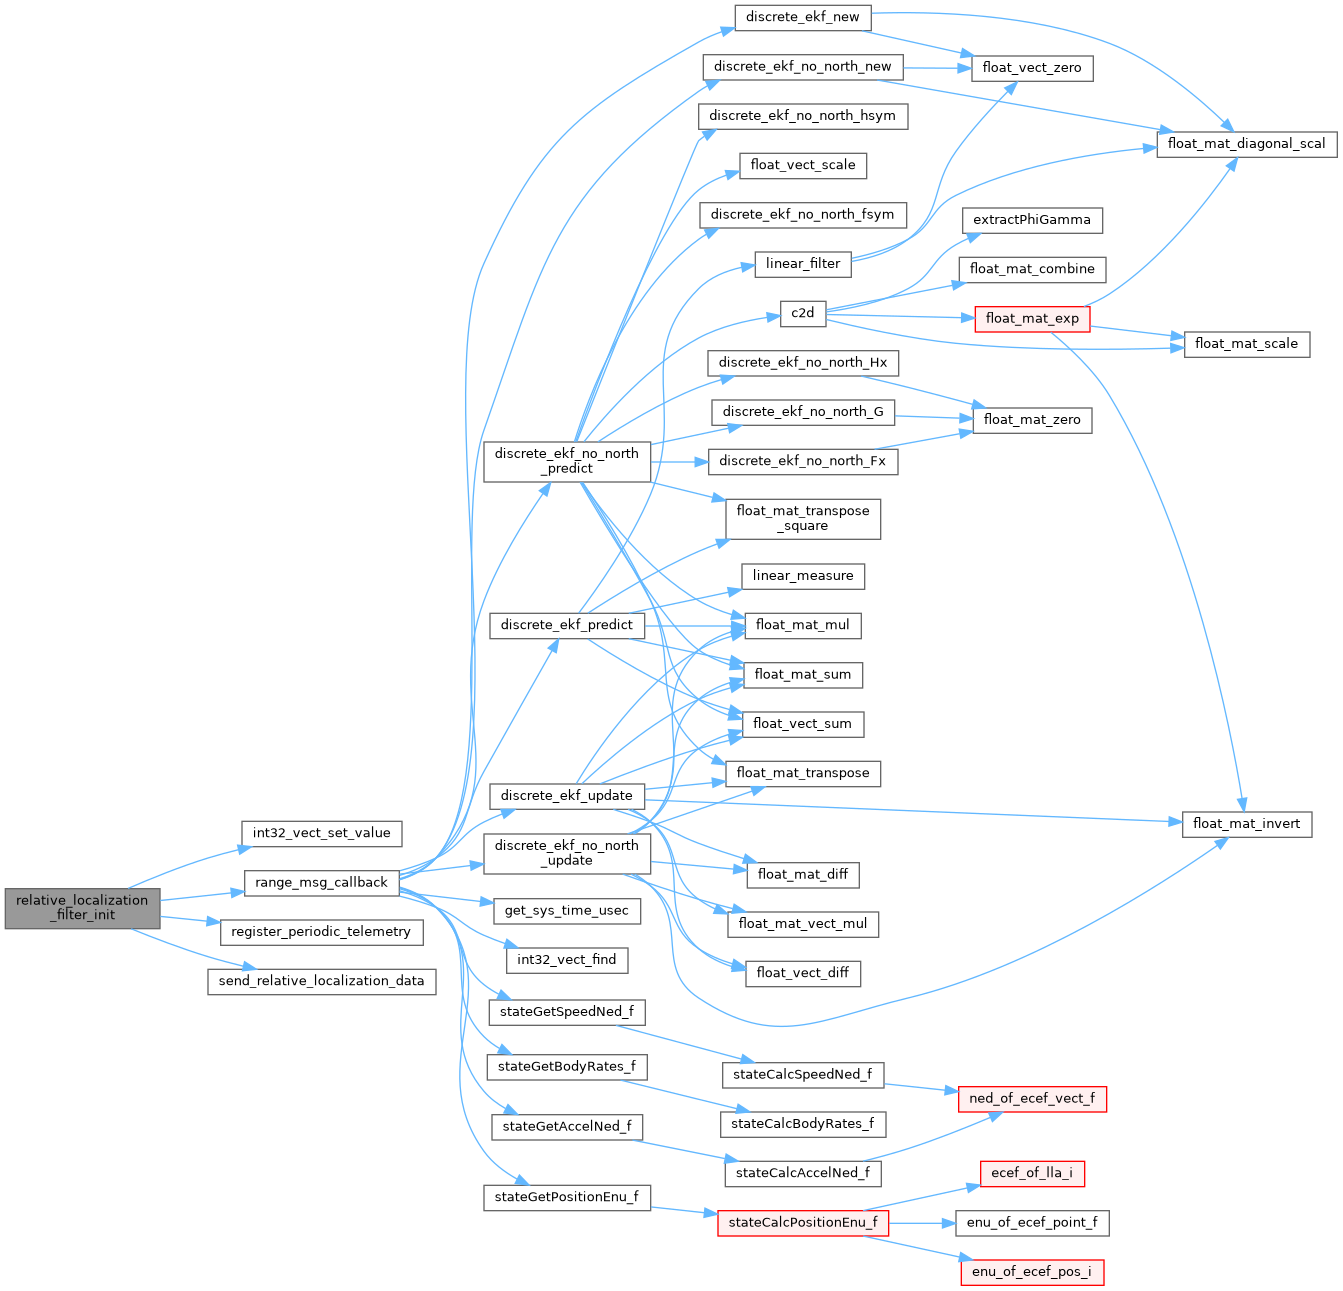 relative_localization
_filter_init
int32_vect_set_value
range_msg_callback
register_periodic_telemetry
send_relative_localization_data
discrete_ekf_no_north
_predict
discrete_ekf_predict
discrete_ekf_update
discrete_ekf_no_north
_update
get_sys_time_usec
int32_vect_find
stateGetSpeedNed_f
stateGetBodyRates_f
stateGetAccelNed_f
stateGetPositionEnu_f
discrete_ekf_new
discrete_ekf_no_north_new
discrete_ekf_no_north_hsym
float_vect_scale
discrete_ekf_no_north_fsym
linear_filter
c2d
discrete_ekf_no_north_Hx
discrete_ekf_no_north_G
discrete_ekf_no_north_Fx
float_mat_transpose
_square
linear_measure
float_mat_mul
float_mat_sum
float_vect_sum
float_mat_transpose
float_mat_diff
float_mat_vect_mul
float_vect_diff
stateCalcSpeedNed_f
stateCalcBodyRates_f
stateCalcAccelNed_f
stateCalcPositionEnu_f
float_vect_zero
extractPhiGamma
float_mat_combine
float_mat_exp
float_mat_zero
ned_of_ecef_vect_f
ecef_of_lla_i
enu_of_ecef_point_f
enu_of_ecef_pos_i
float_mat_diagonal_scal
float_mat_scale
float_mat_invert